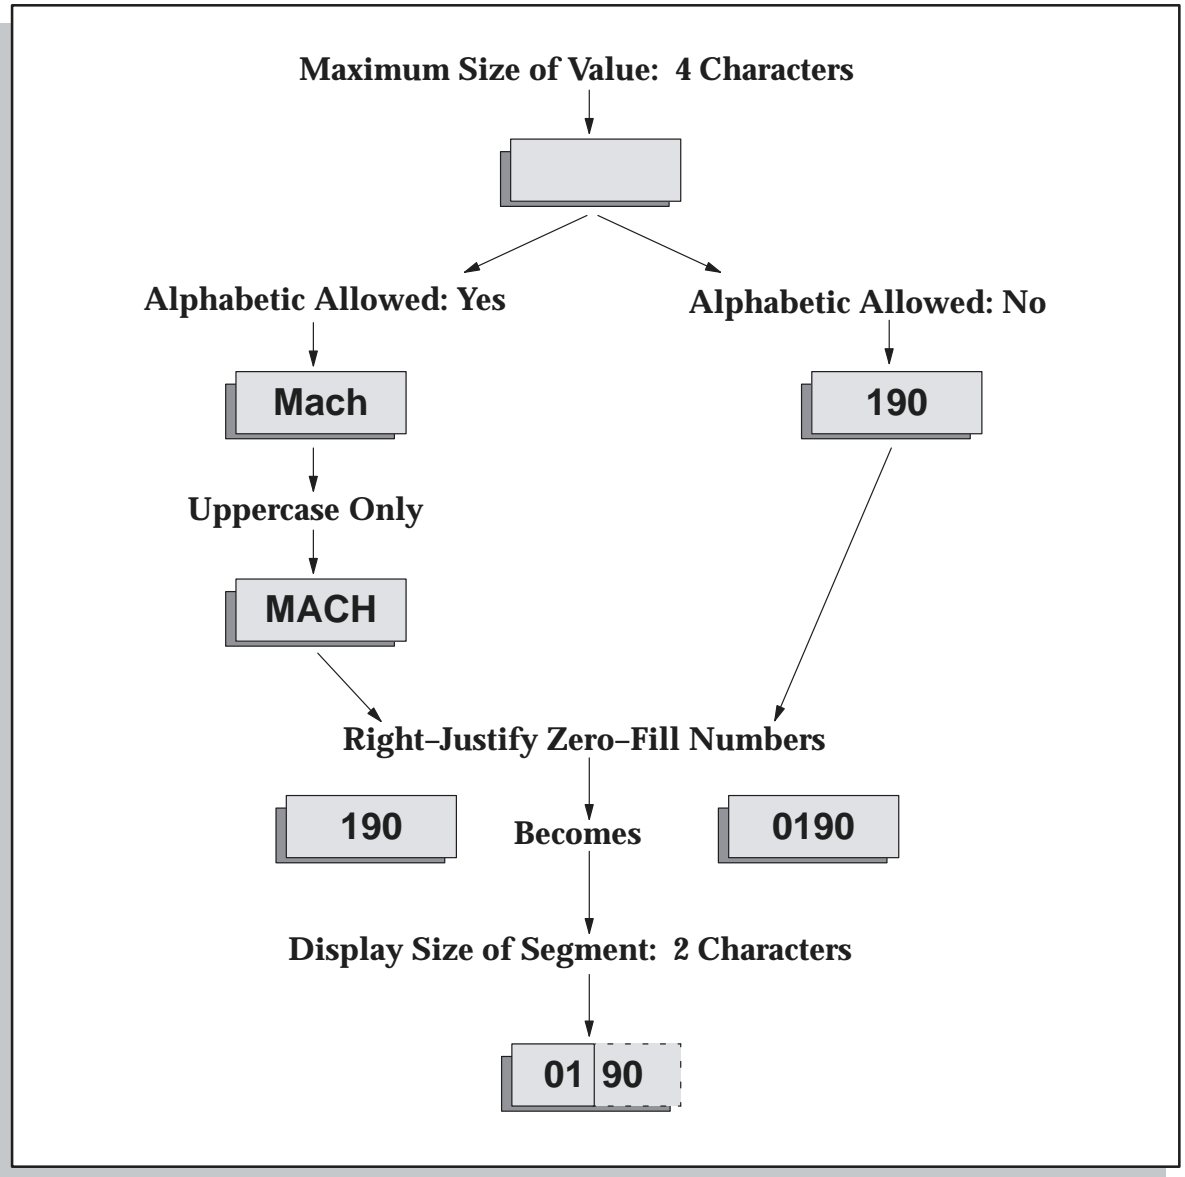 Maximum Size of Value: 4 Characters
Alphabetic Allowed: Yes
Alphabetic Allowed: No
Mach
190
Uppercase Only
MACH
Right–Justify Zero–Fill Numbers
190
Becomes
0190
Display Size of Segment: 2 Characters
01 90